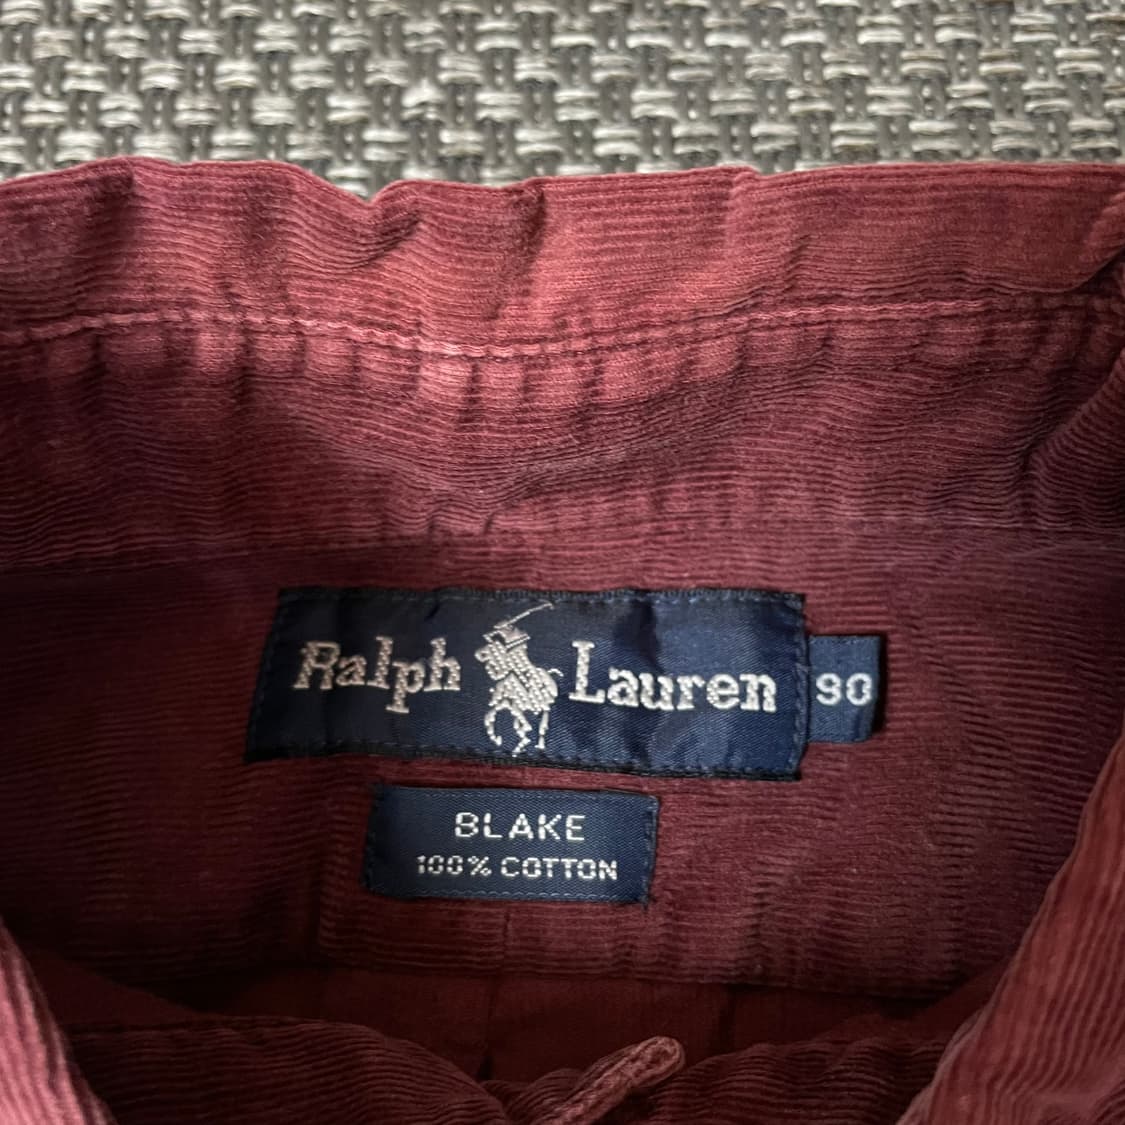 Ralph Lauren 90
BLAKE
100% COTTON